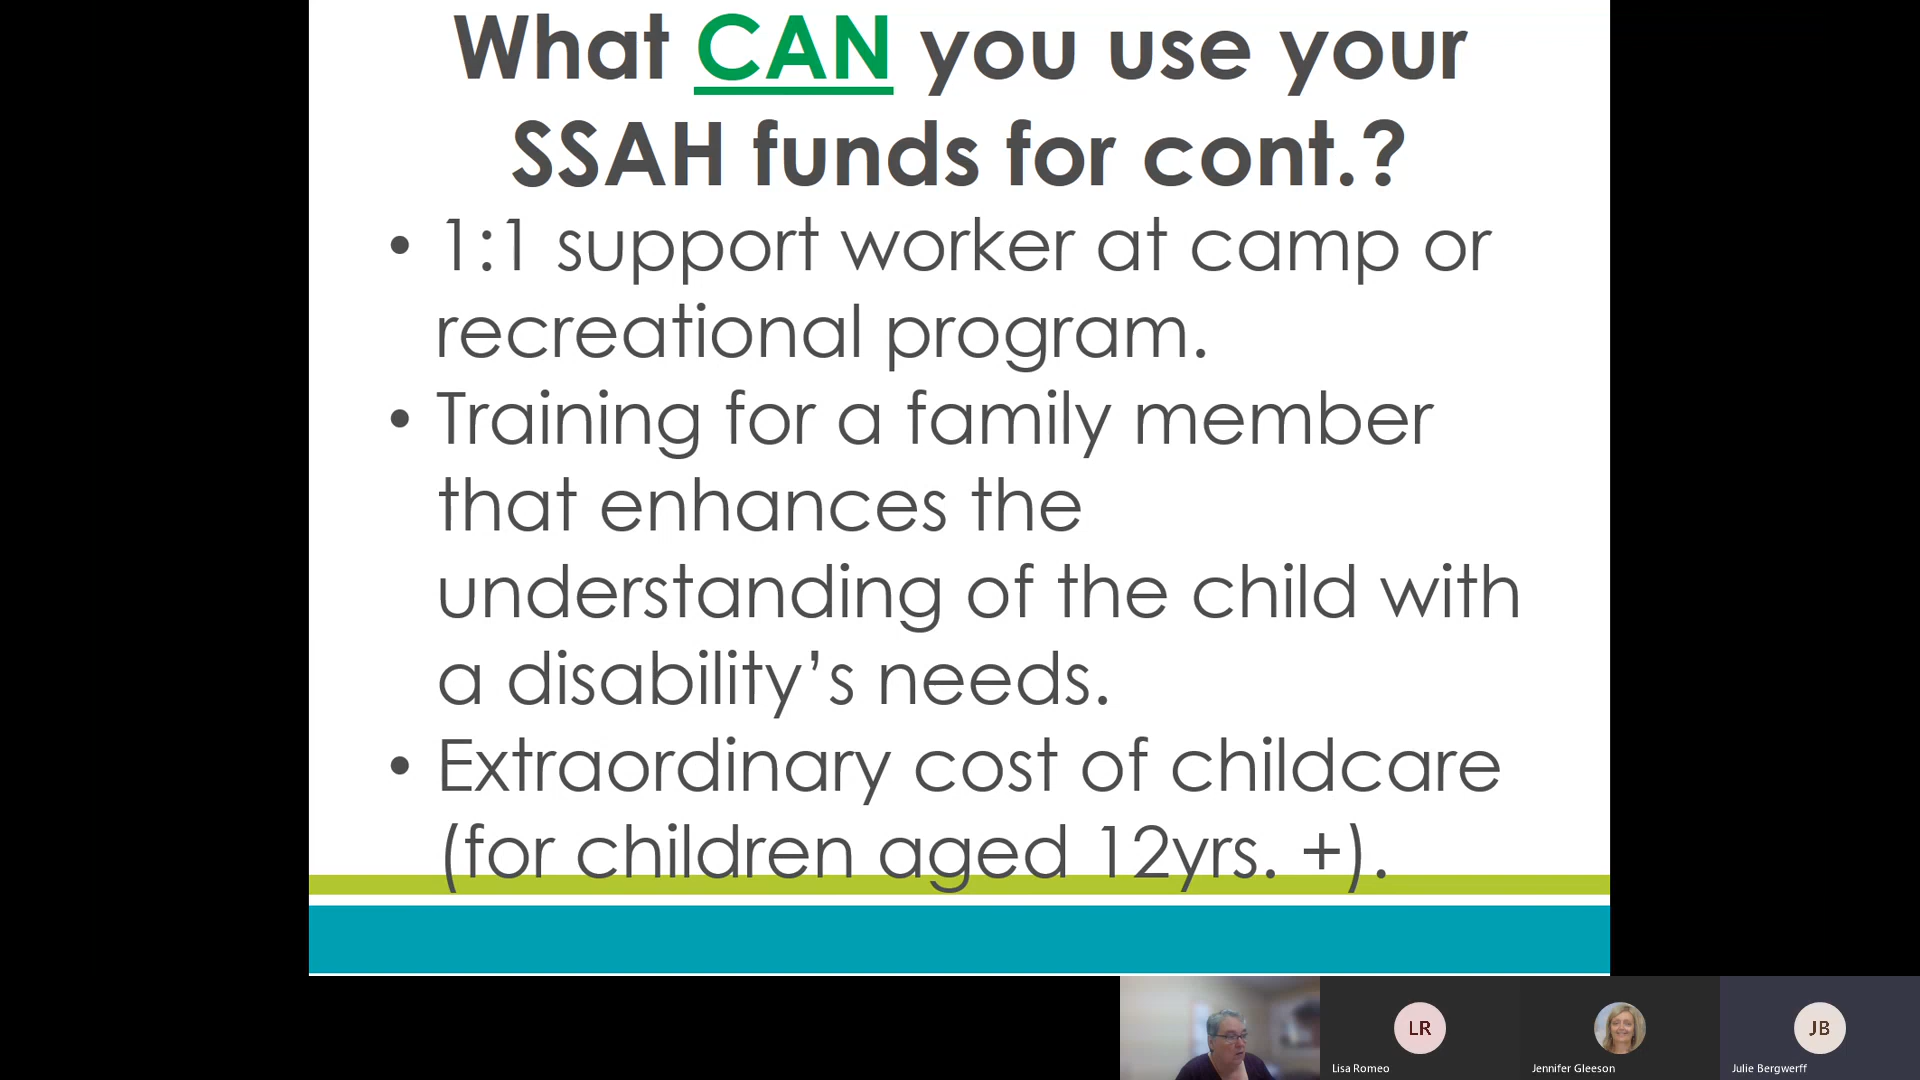 What CAN you use your
SSAH funds for cont.?
• 1:1 support worker at camp or
recreational program.
• Training for a family member
that enhances the
understanding of the child with
a disability’s needs.
• Extraordinary cost of childcare
(for children aged 12yrs. +).
LR
JB
Lisa Romeo
Jennifer Gleeson
Julie Bergwerff